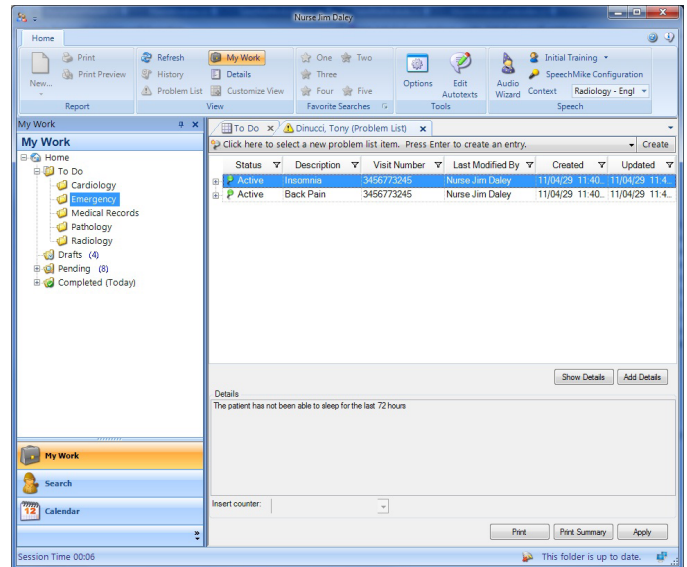 Nurse Jim Daley
Home
Print
Print Preview
New...
Report
Refresh
History
Problem List
My Work
Details
Customize View
View
One
Two
Three
Four
Five
Favorite Searches
Options
Edit Autotexts
Tools
Audio Wizard
Initial Training
SpeechMike Configuration
Context Radiology - Engl
Speech
My Work
My Work
Home
To Do
Cardiology
Emergency
Medical Records
Pathology
Radiology
Drafts (4)
Pending (8)
Completed (Today)
My Work
Search
12 Calendar
To Do
Dinucci, Tony (Problem List)
Click here to select a new problem list item. Press Enter to create an entry.
Create
Status Description Visit Number Last Modified By Created Updated
Active Insomnia 3456773245 Nurse Jim Daley 11/04/29 11:40... 11/04/29 11:4...
Active Back Pain 3456773245 Nurse Jim Daley 11/04/29 11:40... 11/04/29 11:4...
Show Details Add Details
Details
The patient has not been able to sleep for the last 72 hours
Insert counter:
Print Print Summary Apply
Session Time 00:06
This folder is up to date.